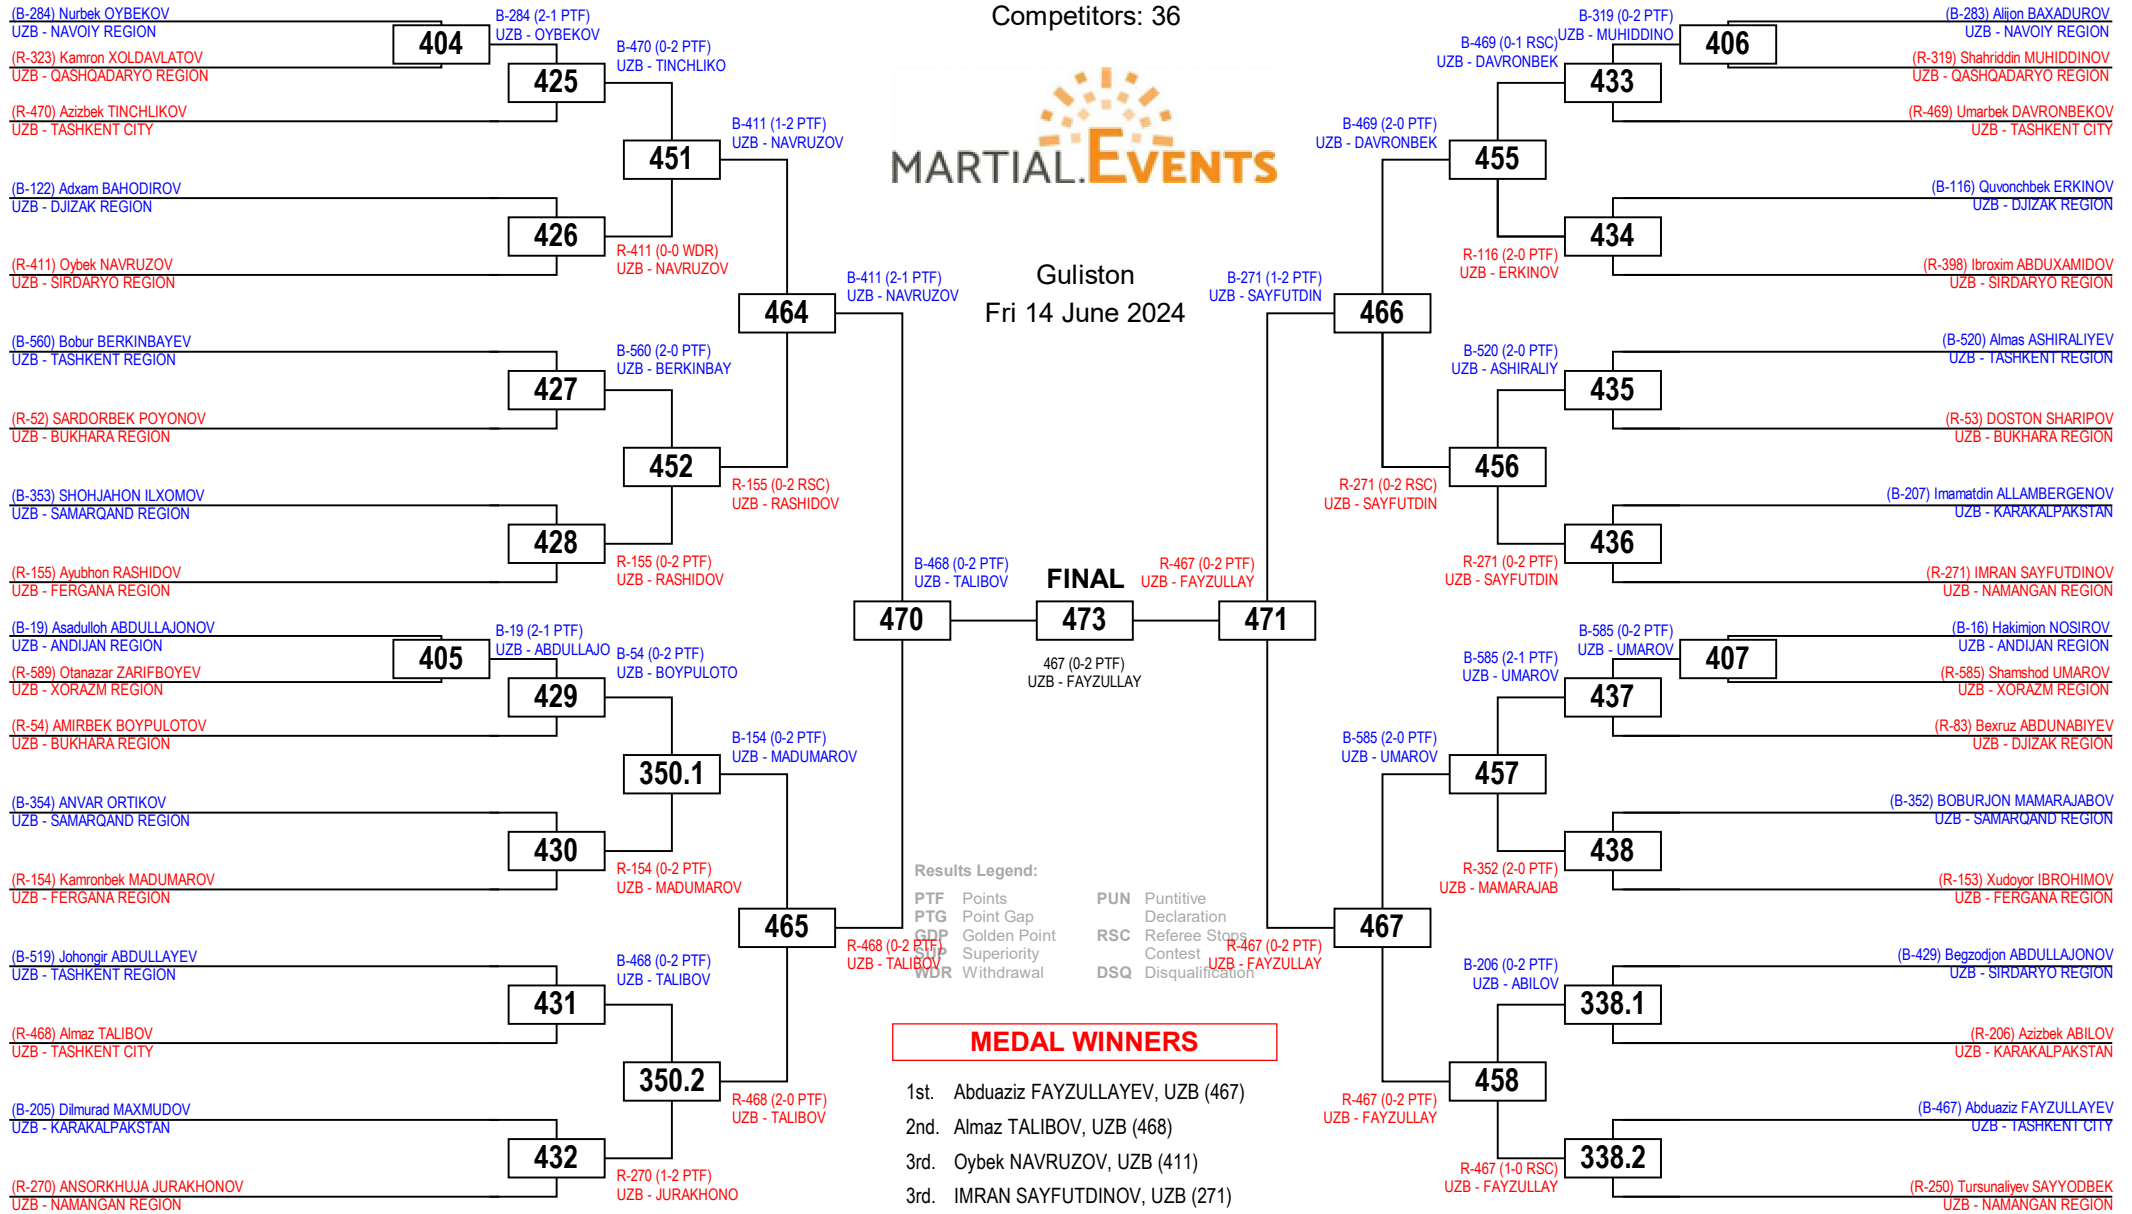 Competitors: 36
MARTIAL.EVENTS
Guliston
Fri 14 June 2024
(B-284) Nurbek OYBEKOV
UZB - NAVOIY REGION
(R-323) Kamron XOLDAVLATOV
UZB - QASHQADARYO REGION
404
B-284 (2-1 PTF)
UZB - OYBEKOV
(R-470) Azizbek TINCHLIKOV
UZB - TASHKENT CITY
425
B-470 (0-2 PTF)
UZB - TINCHLIKO
(B-122) Adxam BAHODIROV
UZB - DJIZAK REGION
(R-411) Oybek NAVRUZOV
UZB - SIRDARYO REGION
426
R-411 (0-0 WDR)
UZB - NAVRUZOV
451
B-411 (1-2 PTF)
UZB - NAVRUZOV
(B-560) Bobur BERKINBAYEV
UZB - TASHKENT REGION
(R-52) SARDORBEK POYONOV
UZB - BUKHARA REGION
427
B-560 (2-0 PTF)
UZB - BERKINBAY
(B-353) SHOHJAHON ILXOMOV
UZB - SAMARQAND REGION
(R-155) Ayubhon RASHIDOV
UZB - FERGANA REGION
428
R-155 (0-2 PTF)
UZB - RASHIDOV
452
R-155 (0-2 RSC)
UZB - RASHIDOV
464
B-411 (2-1 PTF)
UZB - NAVRUZOV
(B-19) Asadulloh ABDULLAJONOV
UZB - ANDIJAN REGION
(R-589) Otanazar ZARIFBOYEV
UZB - XORAZM REGION
405
B-19 (2-1 PTF)
UZB - ABDULLAJO
(R-54) AMIRBEK BOYPULOTOV
UZB - BUKHARA REGION
429
B-54 (0-2 PTF)
UZB - BOYPULOTO
(B-354) ANVAR ORTIKOV
UZB - SAMARQAND REGION
(R-154) Kamronbek MADUMAROV
UZB - FERGANA REGION
430
R-154 (0-2 PTF)
UZB - MADUMAROV
350.1
B-154 (0-2 PTF)
UZB - MADUMAROV
(B-519) Johongir ABDULLAYEV
UZB - TASHKENT REGION
(R-468) Almaz TALIBOV
UZB - TASHKENT CITY
431
B-468 (0-2 PTF)
UZB - TALIBOV
(B-205) Dilmurad MAXMUDOV
UZB - KARAKALPAKSTAN
(R-270) ANSORKHUJA JURAKHONOV
UZB - NAMANGAN REGION
432
R-270 (1-2 PTF)
UZB - JURAKHONO
350.2
R-468 (2-0 PTF)
UZB - TALIBOV
465
R-468 (0-2 PTF)
UZB - TALIBOV
470
B-468 (0-2 PTF)
UZB - TALIBOV
FINAL
473
467 (0-2 PTF)
UZB - FAYZULLAY
R-467 (0-2 PTF)
UZB - FAYZULLAY
471
B-271 (1-2 PTF)
UZB - SAYFUTDIN
466
B-469 (2-0 PTF)
UZB - DAVRONBEK
455
B-469 (0-1 RSC)
UZB - DAVRONBEK
433
B-319 (0-2 PTF)
UZB - MUHIDDINO
406
(B-283) Alijon BAXADUROV
UZB - NAVOIY REGION
(R-319) Shahriddin MUHIDDINOV
UZB - QASHQADARYO REGION
(R-469) Umarbek DAVRONBEKOV
UZB - TASHKENT CITY
(B-116) Quvonchbek ERKINOV
UZB - DJIZAK REGION
434
R-116 (2-0 PTF)
UZB - ERKINOV
(R-398) Ibroxim ABDUXAMIDOV
UZB - SIRDARYO REGION
(B-520) Almas ASHIRALIYEV
UZB - TASHKENT REGION
B-520 (2-0 PTF)
UZB - ASHIRALIY
435
(R-53) DOSTON SHARIPOV
UZB - BUKHARA REGION
456
R-271 (0-2 RSC)
UZB - SAYFUTDIN
(B-207) Imamatdin ALLAMBERGENOV
UZB - KARAKALPAKSTAN
436
R-271 (0-2 PTF)
UZB - SAYFUTDIN
(R-271) IMRAN SAYFUTDINOV
UZB - NAMANGAN REGION
(B-16) Hakimjon NOSIROV
UZB - ANDIJAN REGION
B-585 (0-2 PTF)
UZB - UMAROV
407
(R-585) Shamshod UMAROV
UZB - XORAZM REGION
B-585 (2-1 PTF)
UZB - UMAROV
437
(R-83) Bexruz ABDUNABIYEV
UZB - DJIZAK REGION
B-585 (2-0 PTF)
UZB - UMAROV
457
(B-352) BOBURJON MAMARAJABOV
UZB - SAMARQAND REGION
438
R-352 (2-0 PTF)
UZB - MAMARAJAB
(R-153) Xudoyor IBROHIMOV
UZB - FERGANA REGION
467
R-467 (0-2 PTF)
UZB - FAYZULLAY
(B-429) Begzodjon ABDULLAJONOV
UZB - SIRDARYO REGION
B-206 (0-2 PTF)
UZB - ABILOV
338.1
(R-206) Azizbek ABILOV
UZB - KARAKALPAKSTAN
458
R-467 (0-2 PTF)
UZB - FAYZULLAY
(B-467) Abduaziz FAYZULLAYEV
UZB - TASHKENT CITY
338.2
R-467 (1-0 RSC)
UZB - FAYZULLAY
(R-250) Tursunaliyev SAYYODBEK
UZB - NAMANGAN REGION
Results Legend:
PTF Points
PTG Point Gap
GDP Golden Point
SUP Superiority
WDR Withdrawal
PUN Puntitive
Declaration
RSC Referee Stops
Contest
DSQ Disqualification
MEDAL WINNERS
1st. Abduaziz FAYZULLAYEV, UZB (467)
2nd. Almaz TALIBOV, UZB (468)
3rd. Oybek NAVRUZOV, UZB (411)
3rd. IMRAN SAYFUTDINOV, UZB (271)